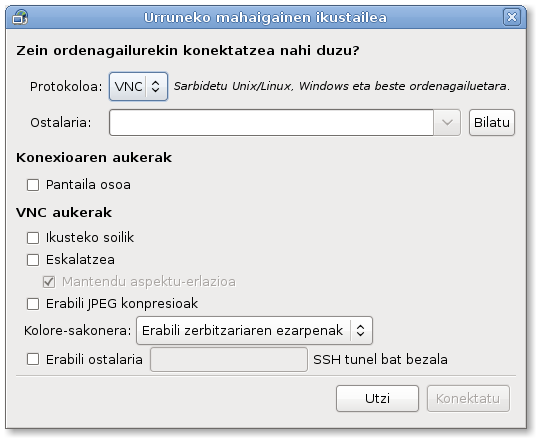 Urruneko mahaigainen ikustailea
Zein ordenagailurekin konektatzea nahi duzu?
Protokoloa: VNC Sarbidetu Unix/Linux, Windows eta beste ordenagailuetara.
Ostalaria: Bilatu
Konexioaren aukerak
Pantaila osoa
VNC aukerak
Ikusteko soilik
Eskalatzea
Mantendu aspektu-erlazioa
Erabili JPEG konpresioak
Kolore-sakonera: Erabili zerbitzariaren ezarpenak
Erabili ostalaria SSH tunel bat bezala
Utzi Konektatu